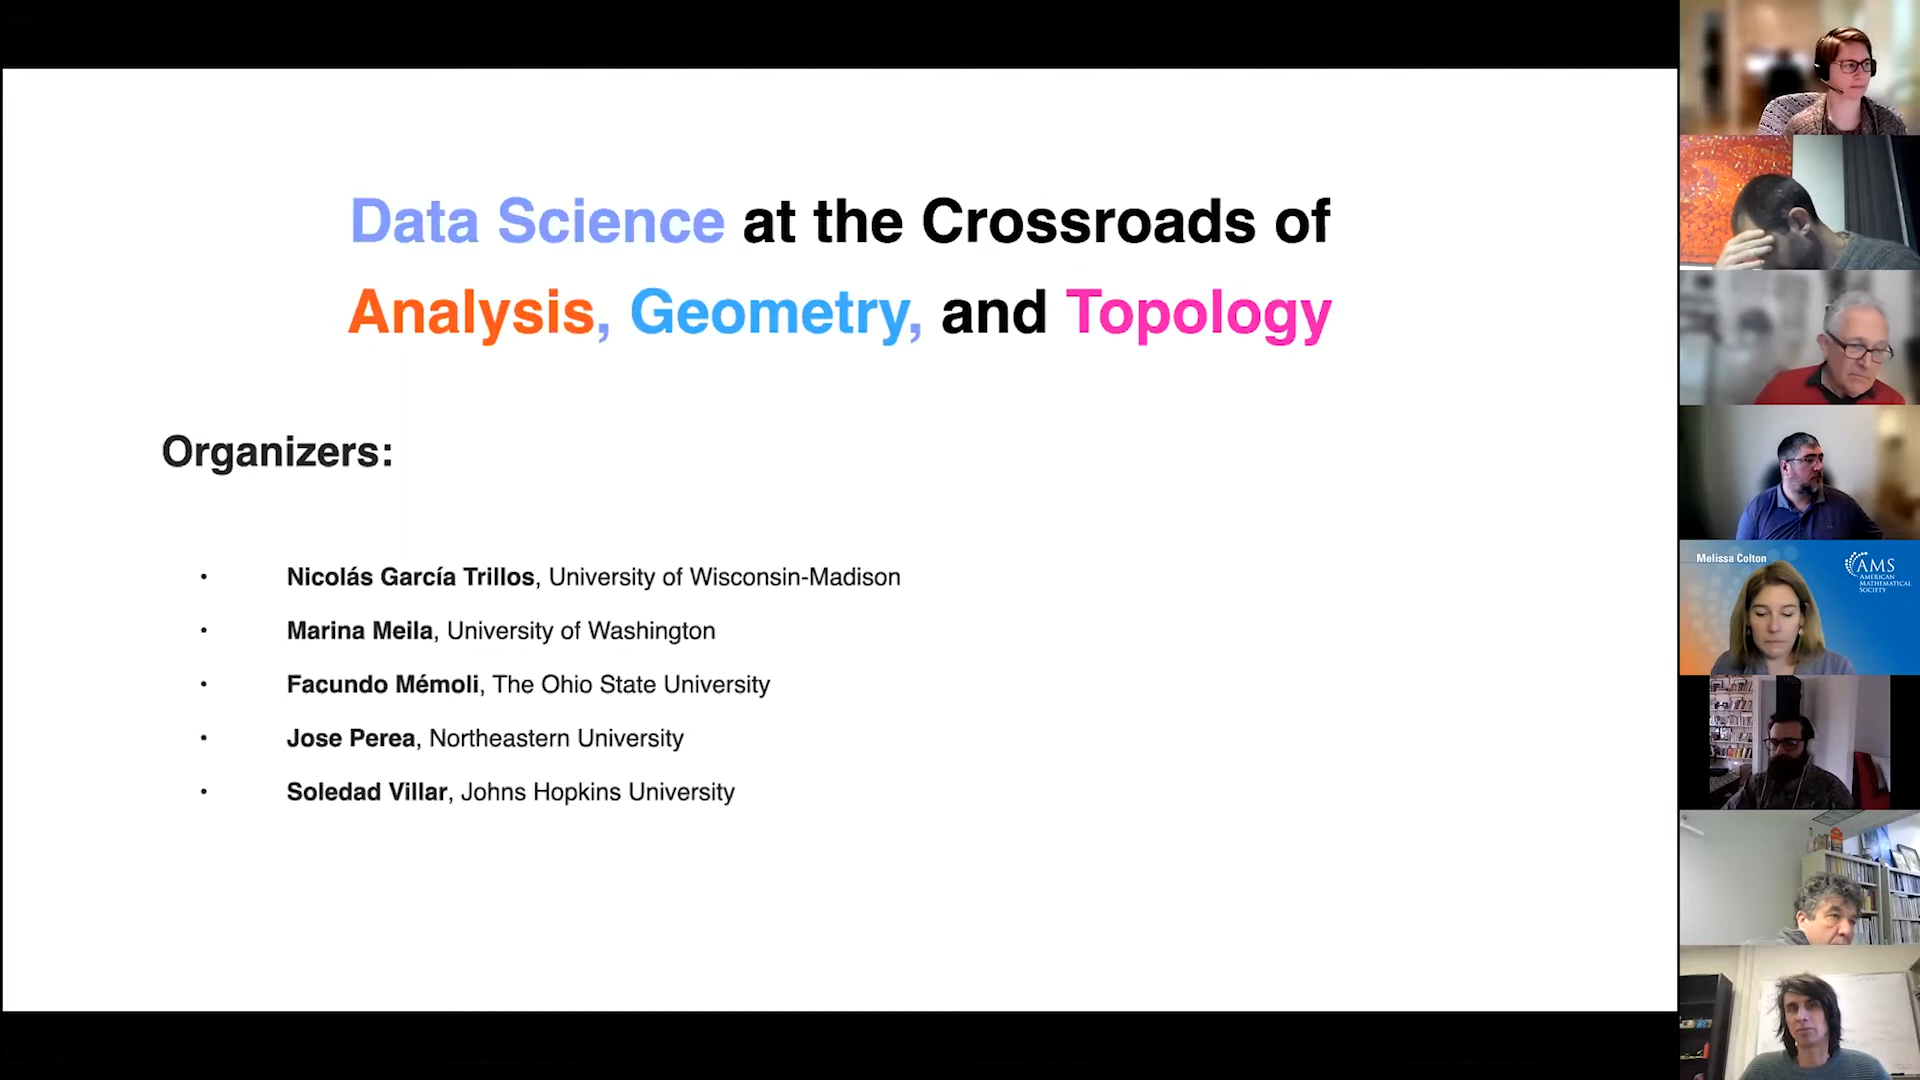 Data Science at the Crossroads of
Analysis, Geometry, and Topology
Organizers:
• Nicolás García Trillos, University of Wisconsin-Madison
• Marina Meila, University of Washington
• Facundo Mémoli, The Ohio State University
• Jose Perea, Northeastern University
• Soledad Villar, Johns Hopkins University
Melissa Colton
AMS
AMERICAN
MATHEMATICAL
SOCIETY